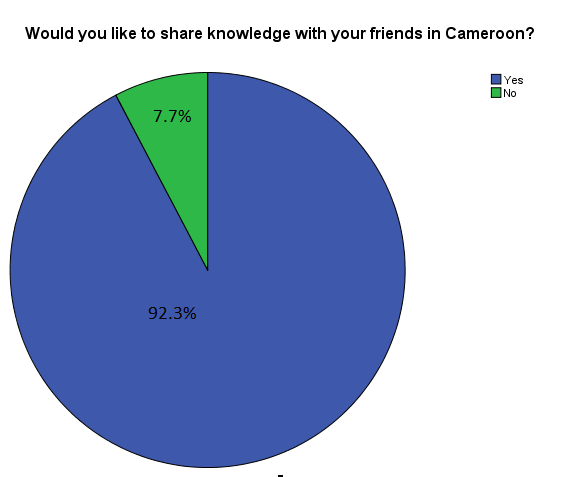 Would you like to share knowledge with your friends in Cameroon?
Yes
No
7.7%
92.3%
-